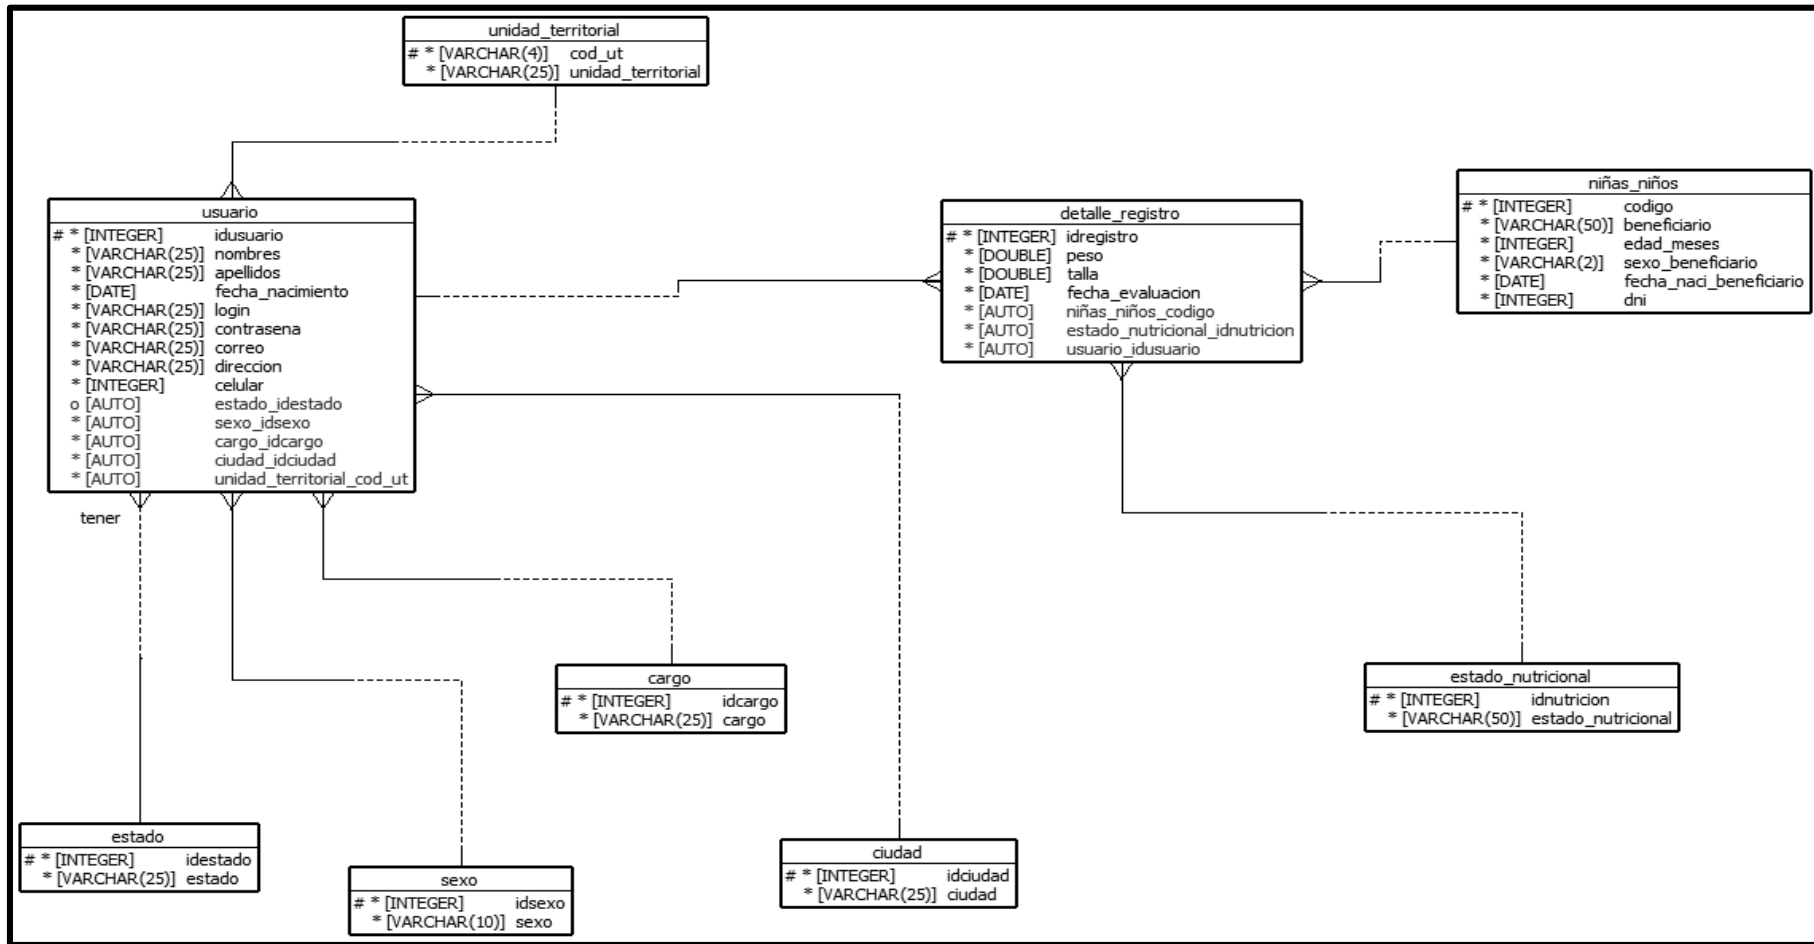 unidad_territorial
# * [VARCHAR(4)] cod_ut
* [VARCHAR(25)] unidad_territorial
usuario
# * [INTEGER] idusuario
* [VARCHAR(25)] nombres
* [VARCHAR(25)] apellidos
* [DATE] fecha_nacimiento
* [VARCHAR(25)] login
* [VARCHAR(25)] contrasena
* [VARCHAR(25)] correo
* [VARCHAR(25)] direccion
* [INTEGER] celular
o [AUTO] estado_idestado
* [AUTO] sexo_idsexo
* [AUTO] cargo_idcargo
* [AUTO] ciudad_idciudad
* [AUTO] unidad_territorial_cod_ut
tener
detalle_registro
# * [INTEGER] idregistro
* [DOUBLE] peso
* [DOUBLE] talla
* [DATE] fecha_evaluacion
* [AUTO] niñas_niños_codigo
* [AUTO] estado_nutricional_idnutricion
* [AUTO] usuario_idusuario
niñas_niños
# * [INTEGER] codigo
* [VARCHAR(50)] beneficiario
* [INTEGER] edad_meses
* [VARCHAR(2)] sexo_beneficiario
* [DATE] fecha_naci_beneficiario
* [INTEGER] dni
cargo
# * [INTEGER] idcargo
* [VARCHAR(25)] cargo
estado_nutricional
# * [INTEGER] idnutricion
* [VARCHAR(50)] estado_nutricional
estado
# * [INTEGER] idestado
* [VARCHAR(25)] estado
sexo
# * [INTEGER] idsexo
* [VARCHAR(10)] sexo
ciudad
# * [INTEGER] idciudad
* [VARCHAR(25)] ciudad